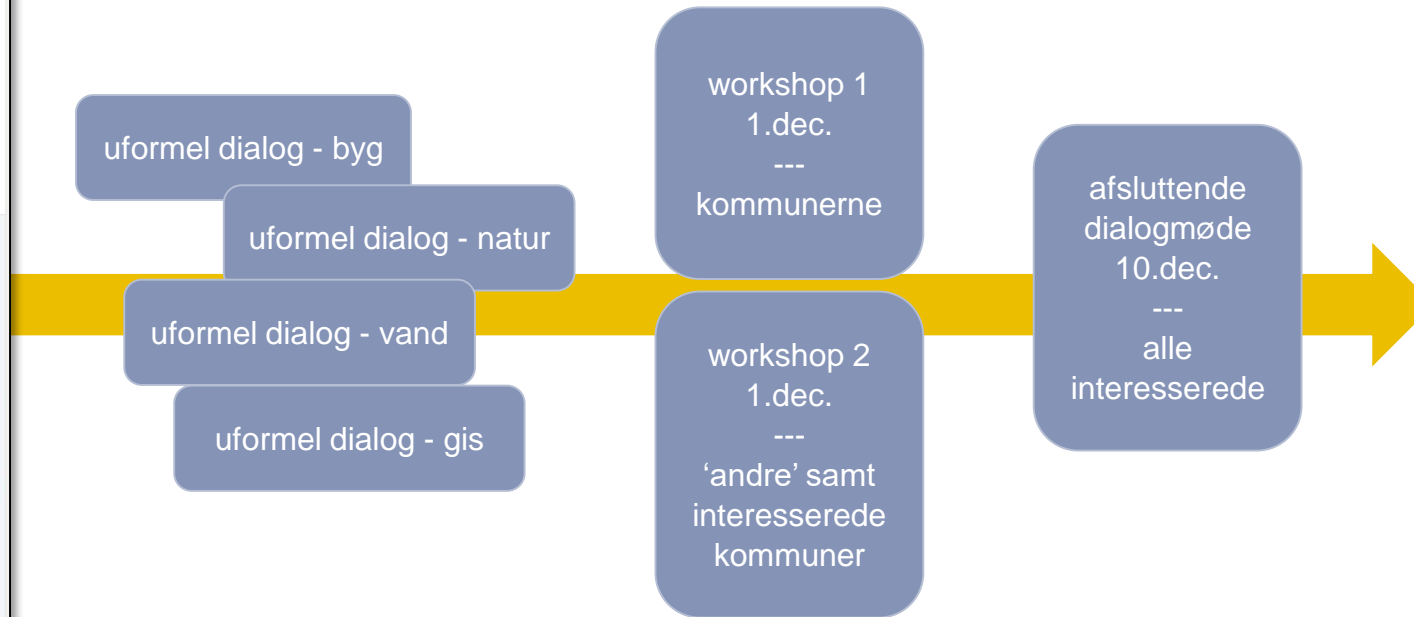 uformel dialog - byg
uformel dialog - natur
uformel dialog - vand
uformel dialog - gis
workshop 1
1.dec.
---
kommunerne
workshop 2
1.dec.
---
‘andre’ samt
interesserede
kommuner
afsluttende
dialogmøde
10.dec.
---
alle
interesserede